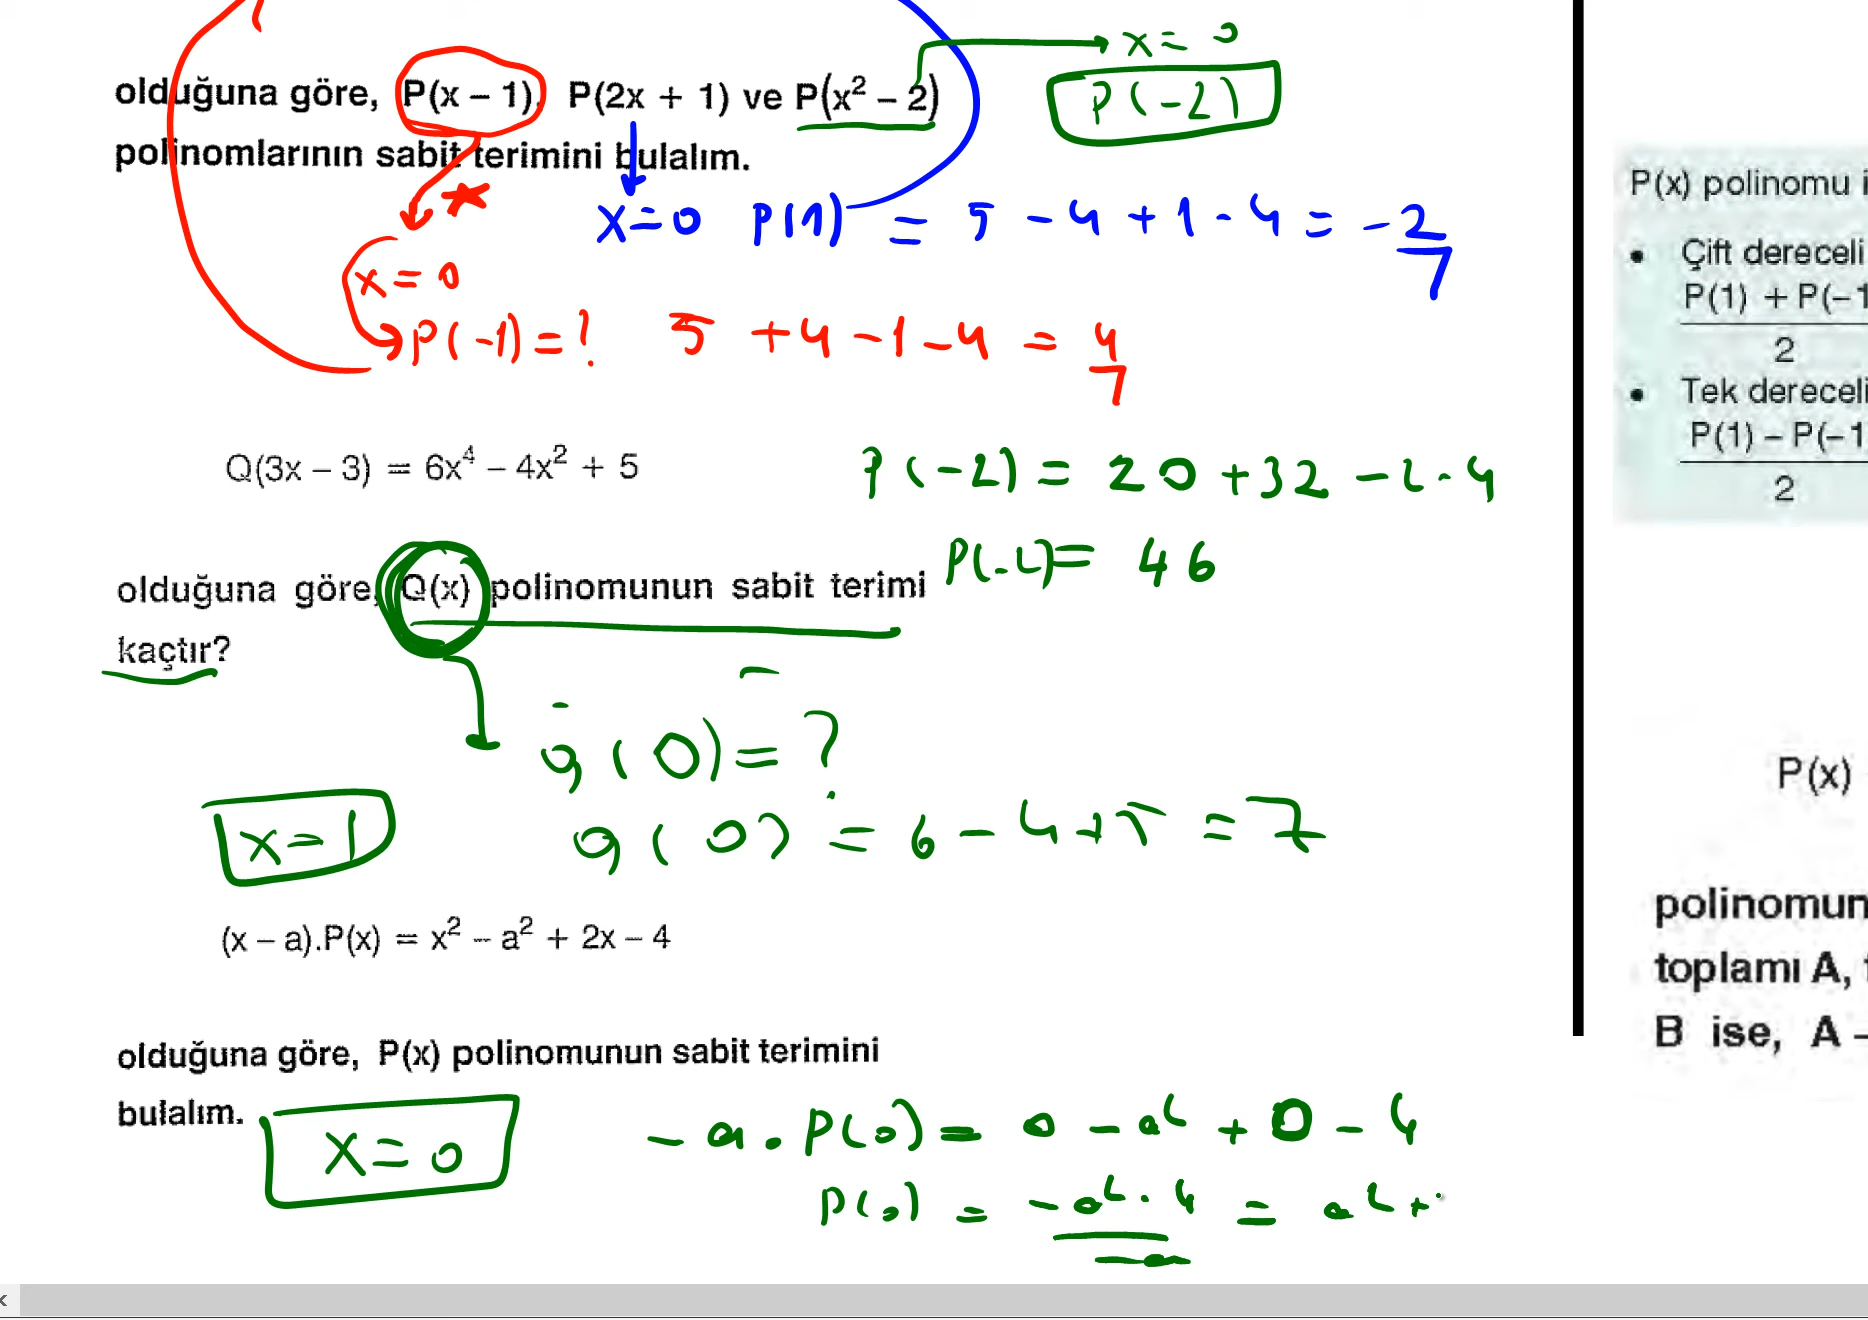 x = 0
olduğuna göre, P(x – 1), P(2x + 1) ve P(x² – 2)
P(-2)
polinomlarının sabit terimini bulalım.
x=0 P(1) = 5 - 4 + 1 - 4 = -2
x = 0
P(-1) = ? 5 + 4 - 1 - 4 = 4
Q(3x – 3) = 6x⁴ – 4x² + 5
P(-2) = 20 + 32 - 2 - 4
P(-2) = 46
olduğuna göre, Q(x) polinomunun sabit terimi
kaçtır?
Q(0) = ?
x = 1
Q(0) = 6 - 4 + 5 = 7
(x – a).P(x) = x² – a² + 2x – 4
olduğuna göre, P(x) polinomunun sabit terimini
bulalım.
x = 0
- a . P(0) = 0 - a² + 0 - 4
P(0) = -a² - 4 = a² +
P(x) polinomu
• Çift dereceli
P(1) + P(–1
2
• Tek dereceli
P(1) – P(–1
2
P(x)
polinomun
toplamı A,
B ise, A –